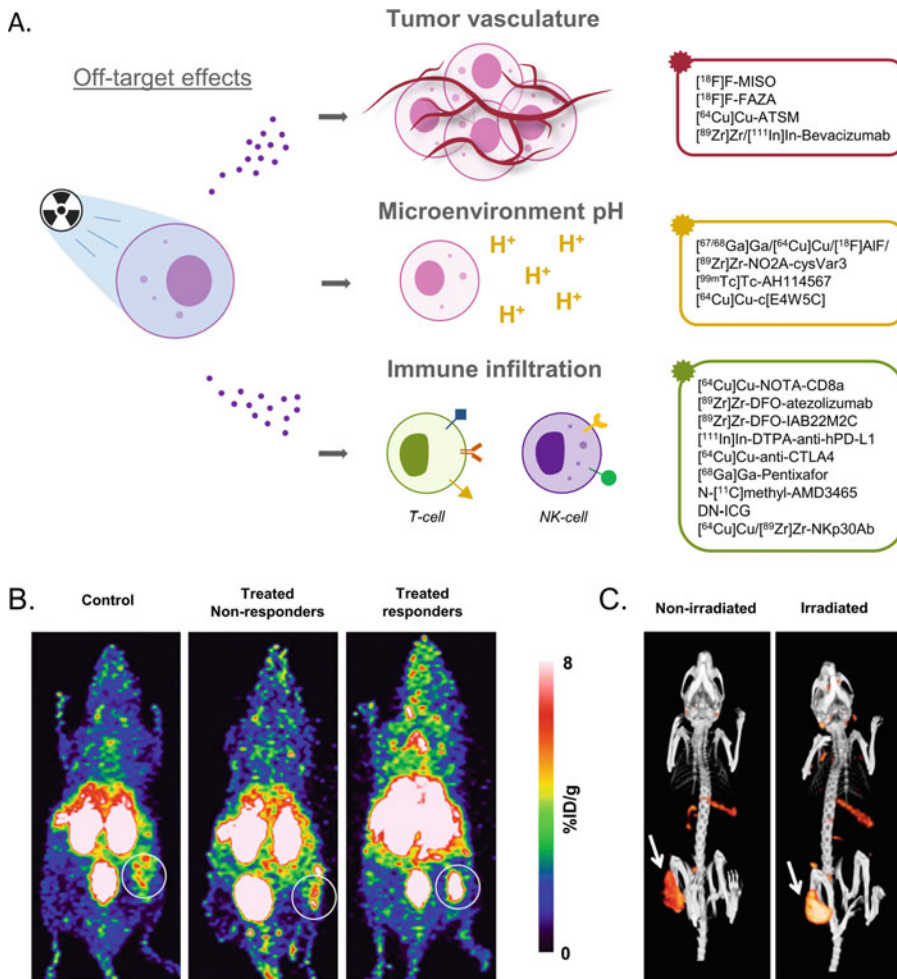 A.
Off-target effects
Tumor vasculature
[¹⁸F]F-MISO
[¹⁸F]F-FAZA
[⁶⁴Cu]Cu-ATSM
[⁸⁹Zr]Zr/[¹¹¹In]In-Bevacizumab
Microenvironment pH
H⁺
H⁺
H⁺
H⁺
H⁺
[⁶⁷/⁶⁸Ga]Ga/[⁶⁴Cu]Cu/[¹⁸F]AlF/
[⁸⁹Zr]Zr-NO2A-cysVar3
[⁹⁹ᵐTc]Tc-AH114567
[⁶⁴Cu]Cu-c[E4W5C]
Immune infiltration
T-cell
NK-cell
[⁶⁴Cu]Cu-NOTA-CD8a
[⁸⁹Zr]Zr-DFO-atezolizumab
[⁸⁹Zr]Zr-DFO-IAB22M2C
[¹¹¹In]In-DTPA-anti-hPD-L1
[⁶⁴Cu]Cu-anti-CTLA4
[⁶⁸Ga]Ga-Pentixafor
N-[¹¹C]methyl-AMD3465
DN-ICG
[⁶⁴Cu]Cu/[⁸⁹Zr]Zr-NKp30Ab
B.
Control
Treated
Non-responders
Treated
responders
8
%ID/g
0
C.
Non-irradiated
Irradiated